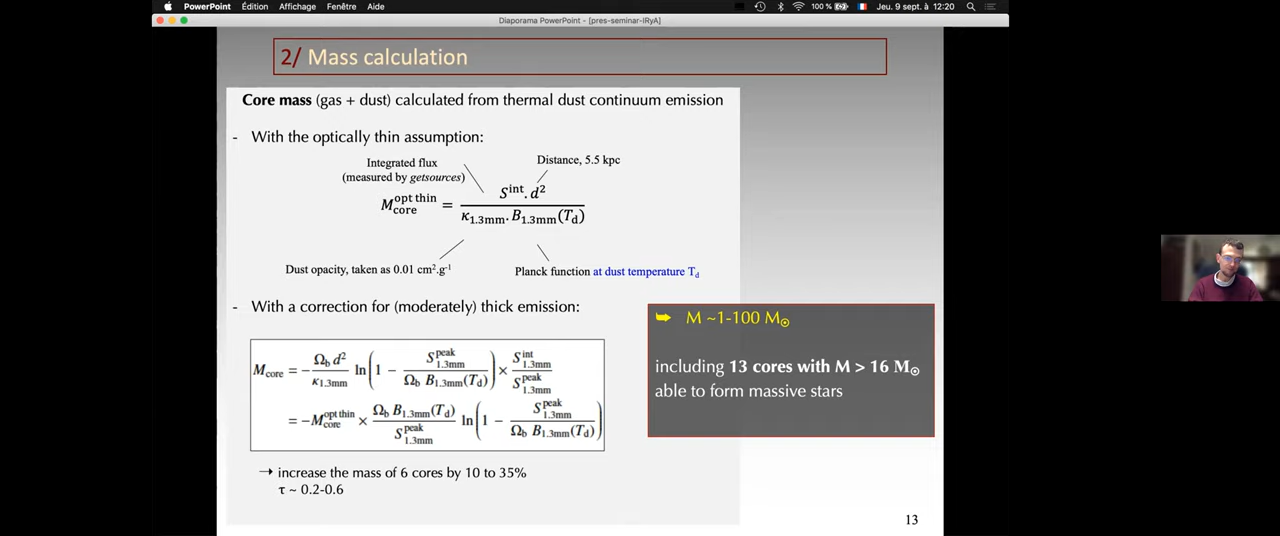 PowerPoint Édition Affichage Fenêtre Aide 100 % Jeu. 9 sept. à 12:20
Diaporama PowerPoint - [pres-seminar-IRyA]
2/ Mass calculation
Core mass (gas + dust) calculated from thermal dust continuum emission
- With the optically thin assumption:
Integrated flux
(measured by getsources)
Distance, 5.5 kpc
M_core^opt thin = S^int . d² / κ_1.3mm . B_1.3mm(T_d)
Dust opacity, taken as 0.01 cm².g⁻¹
Planck function at dust temperature T_d
- With a correction for (moderately) thick emission:
M_core = − Ω_b d² / κ_1.3mm ln(1 − S_1.3mm^peak / Ω_b B_1.3mm(T_d)) × S_1.3mm^int / S_1.3mm^peak
= −M_core^opt thin × Ω_b B_1.3mm(T_d) / S_1.3mm^peak ln(1 − S_1.3mm^peak / Ω_b B_1.3mm(T_d))
→ increase the mass of 6 cores by 10 to 35%
τ ~ 0.2-0.6
➥ M ~1-100 M☉
including 13 cores with M > 16 M☉
able to form massive stars
13